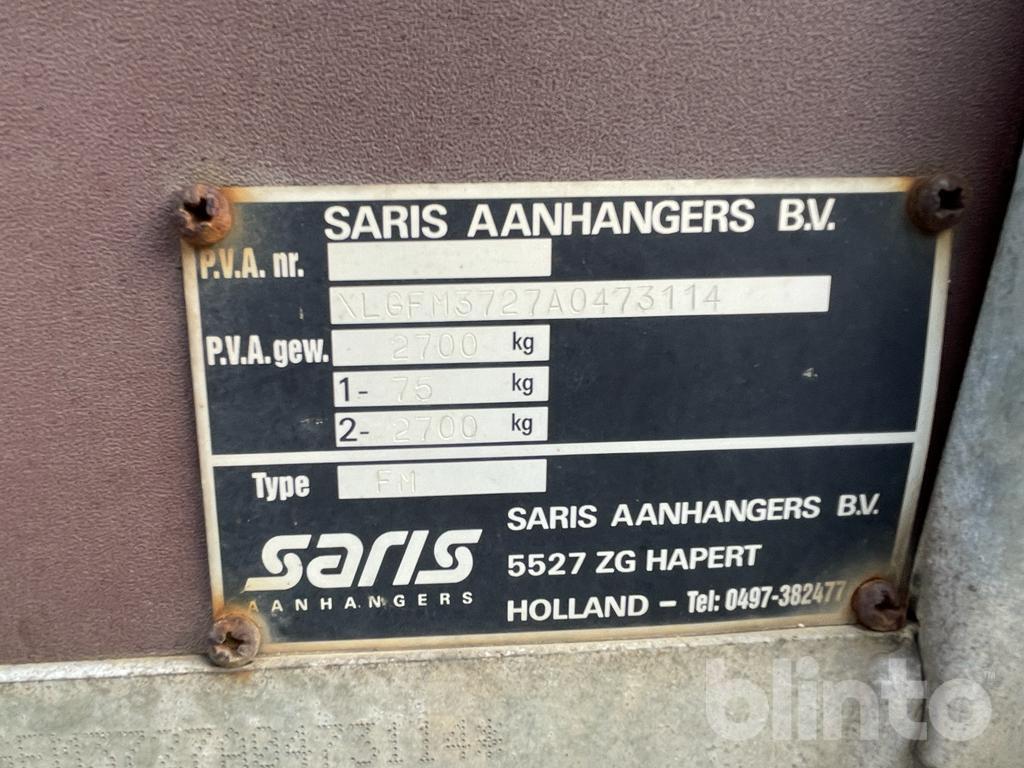 SARIS AANHANGERS B.V.
P.V.A. nr.
XLGFM3727A0473114
P.V.A. gew. 2700 kg
1- 75 kg
2- 2700 kg
Type FM
saris
AANHANGERS
SARIS AANHANGERS B.V.
5527 ZG HAPERT
HOLLAND - Tel: 0497-382477
blinto